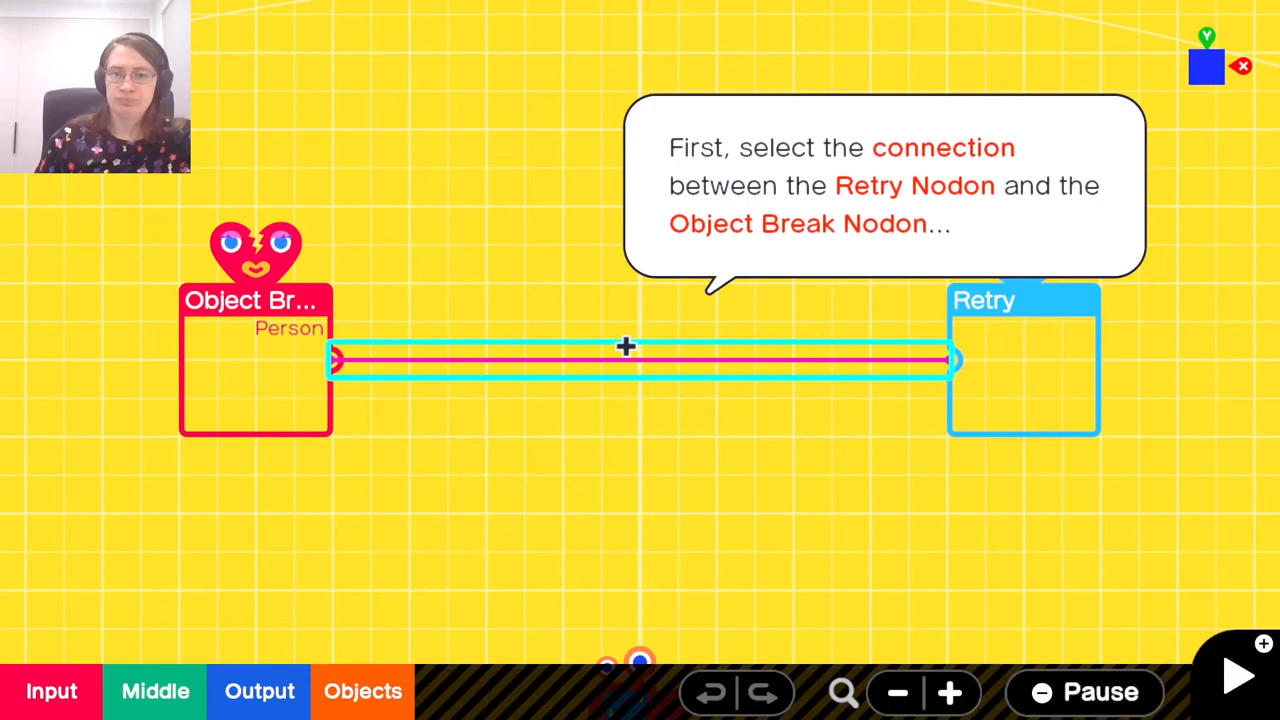 Y
X
First, select the connection
between the Retry Nodon and the
Object Break Nodon...
Object Br...
Person
Retry
Input
Middle
Output
Objects
Pause